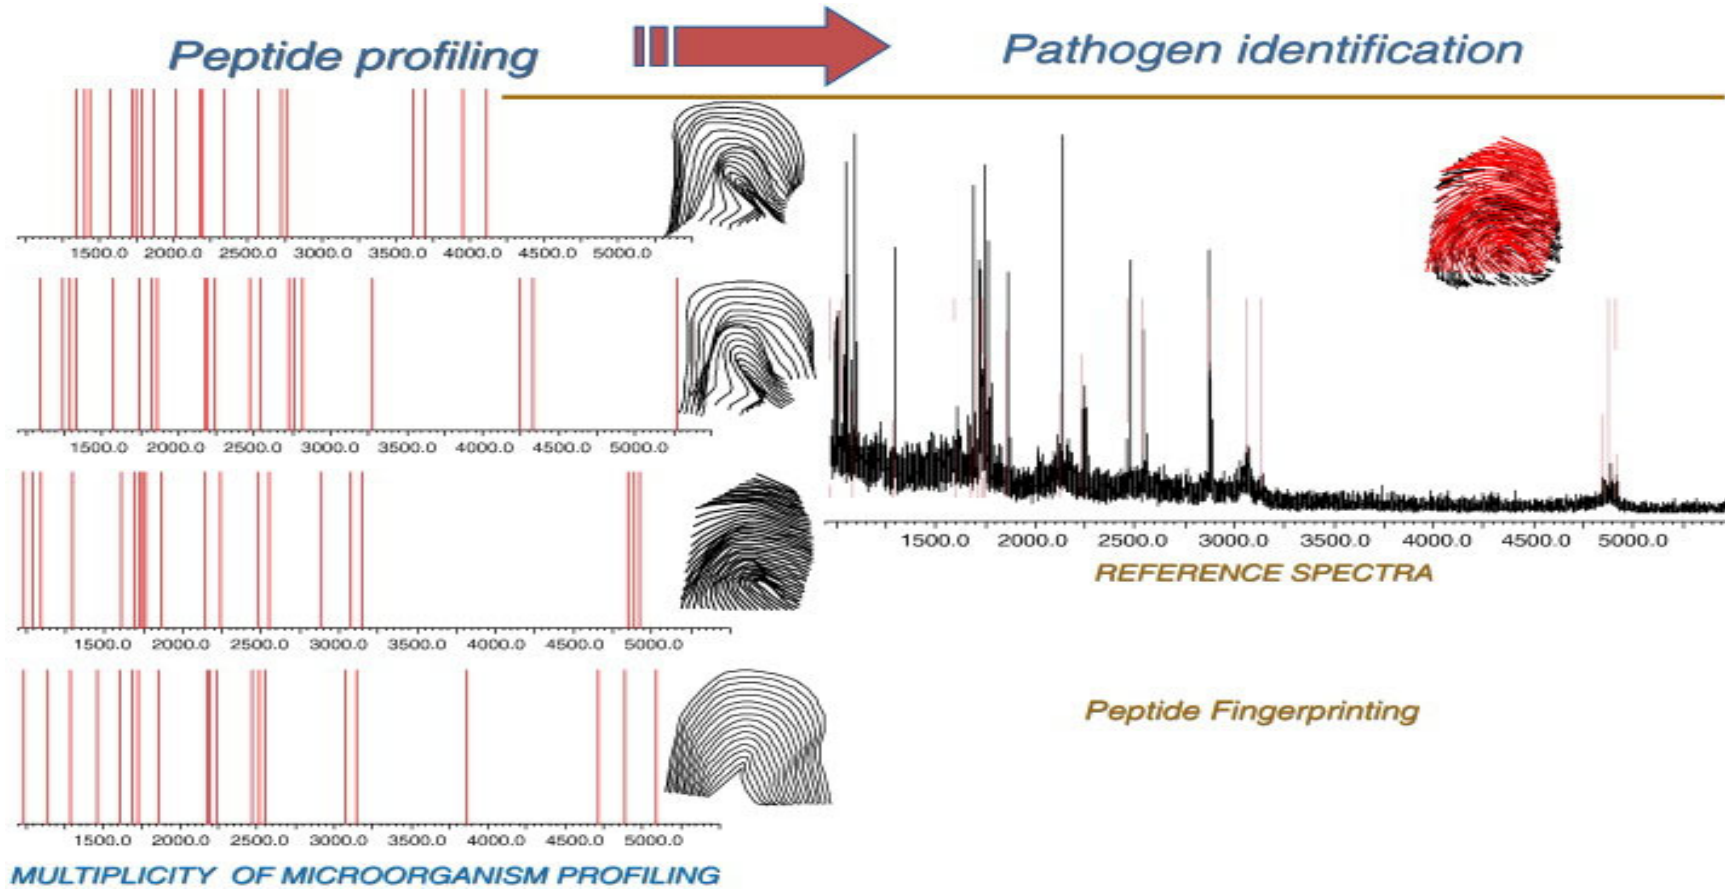 Peptide profiling
Pathogen identification
1500.0 2000.0 2500.0 3000.0 3500.0 4000.0 4500.0 5000.0
1500.0 2000.0 2500.0 3000.0 3500.0 4000.0 4500.0 5000.0
1500.0 2000.0 2500.0 3000.0 3500.0 4000.0 4500.0 5000.0
1500.0 2000.0 2500.0 3000.0 3500.0 4000.0 4500.0 5000.0
MULTIPLICITY OF MICROORGANISM PROFILING
1500.0 2000.0 2500.0 3000.0 3500.0 4000.0 4500.0 5000.0
REFERENCE SPECTRA
Peptide Fingerprinting